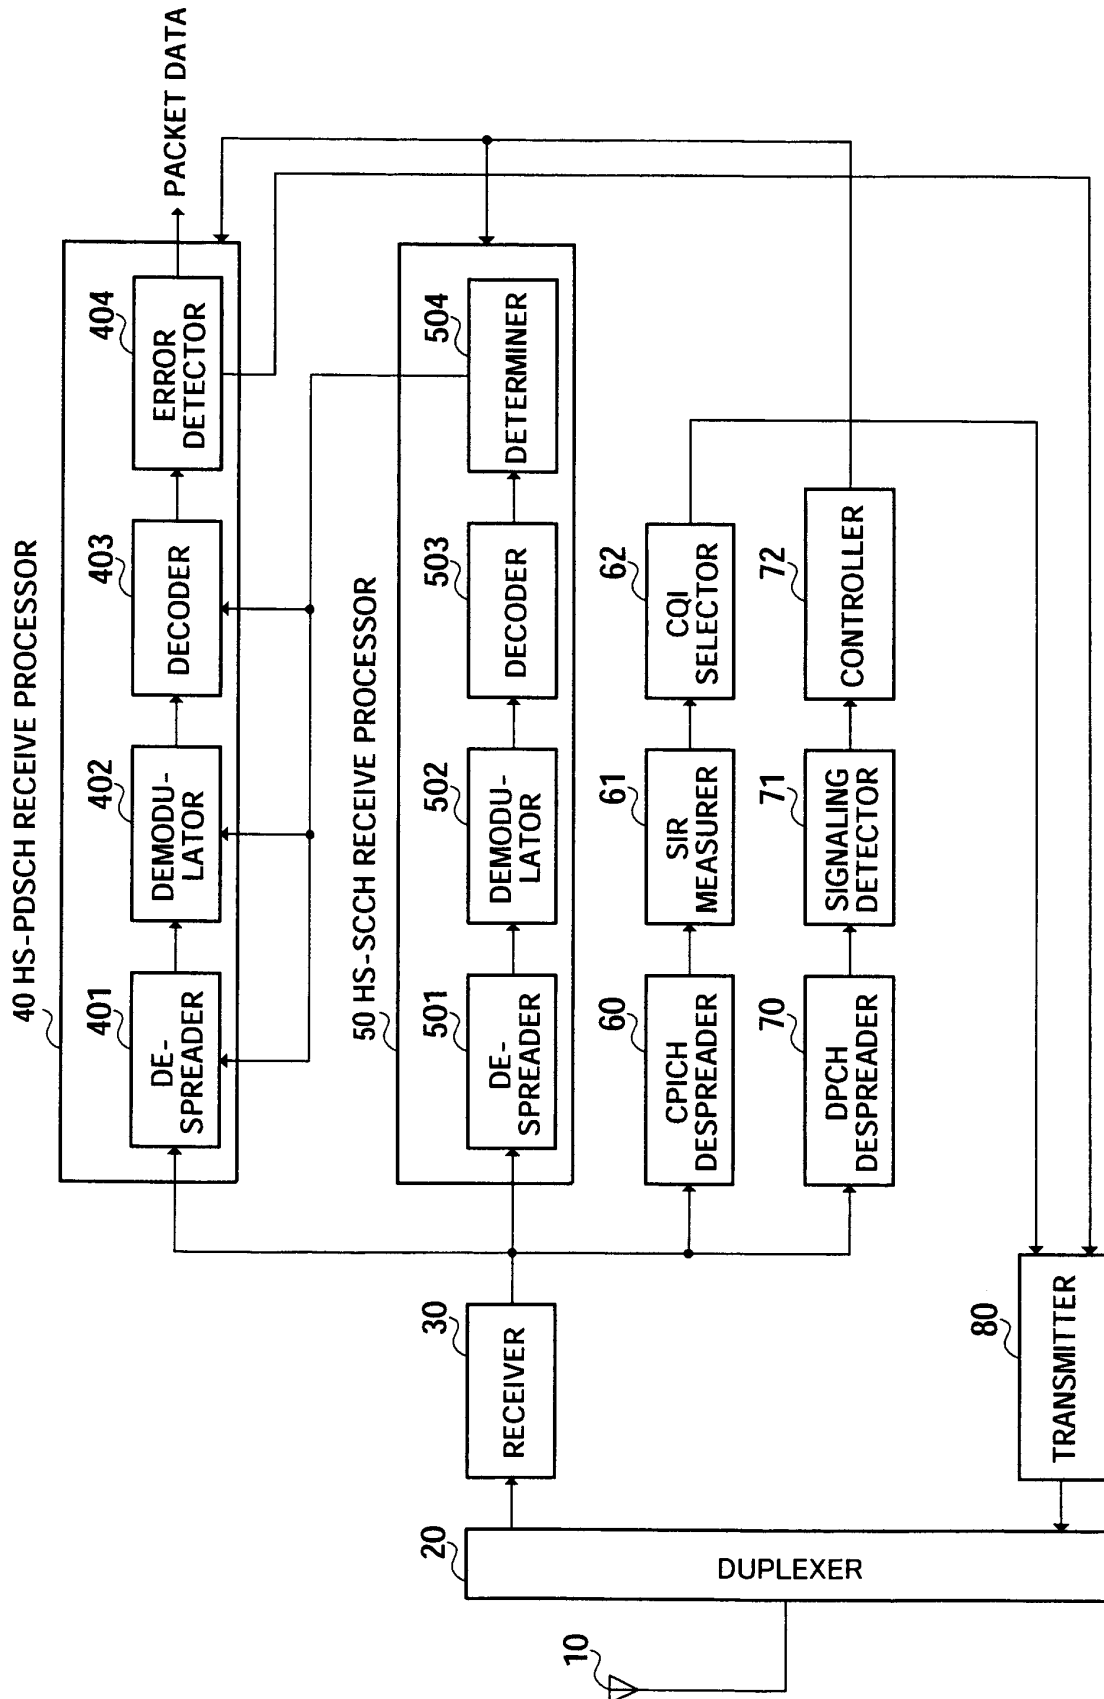 40 HS-PDSCH RECEIVE PROCESSOR
401
DE-
SPREADER
402
DEMODU-
LATOR
403
DECODER
404
ERROR
DETECTOR
PACKET DATA
50 HS-SCCH RECEIVE PROCESSOR
501
DE-
SPREADER
502
DEMODU-
LATOR
503
DECODER
504
DETERMINER
60
CPICH
DESPREADER
61
SIR
MEASURER
62
CQI
SELECTOR
70
DPCH
DESPREADER
71
SIGNALING
DETECTOR
72
CONTROLLER
10
20
DUPLEXER
30
RECEIVER
80
TRANSMITTER